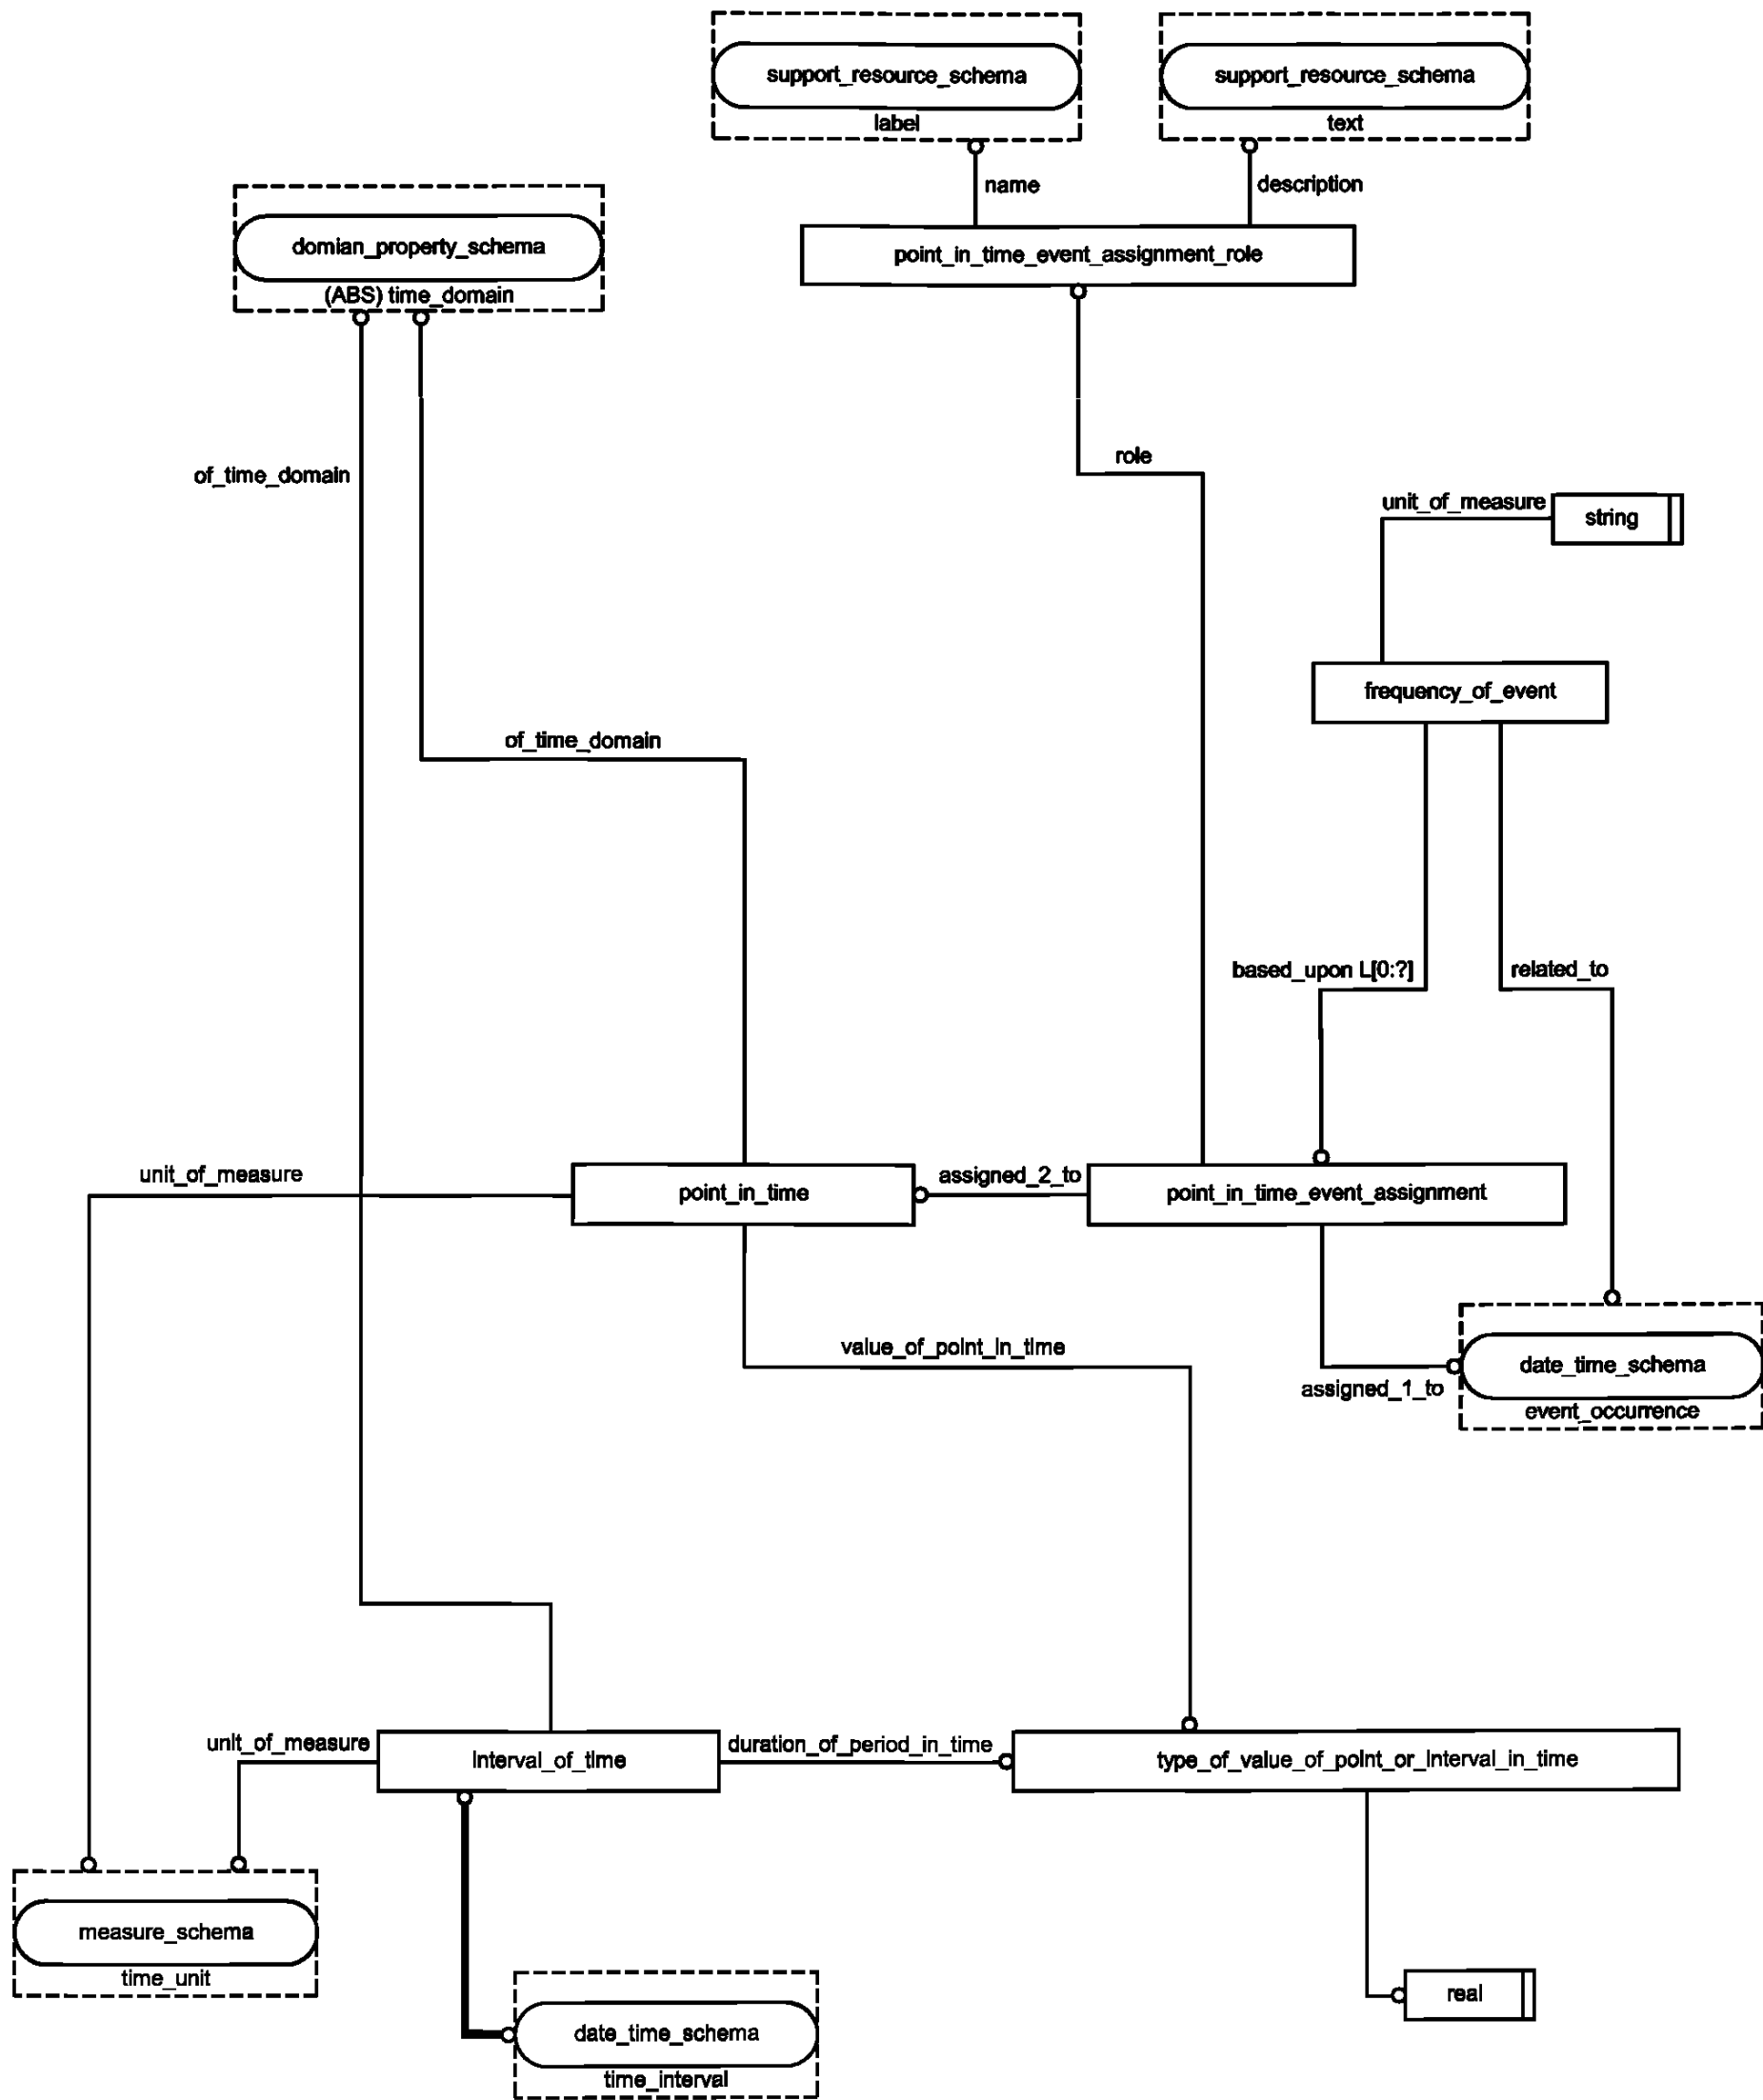 support_resource_schema
label
support_resource_schema
text
name
description
domian_property_schema
(ABS) time_domain
point_in_time_event_assignment_role
of_time_domain
role
unit_of_measure
string
frequency_of_event
of_time_domain
based_upon L[0:?]
related_to
unit_of_measure
point_in_time
assigned_2_to
point_in_time_event_assignment
value_of_point_in_time
assigned_1_to
date_time_schema
event_occurrence
unit_of_measure
interval_of_time
duration_of_period_in_time
type_of_value_of_point_or_interval_in_time
measure_schema
time_unit
real
date_time_schema
time_interval